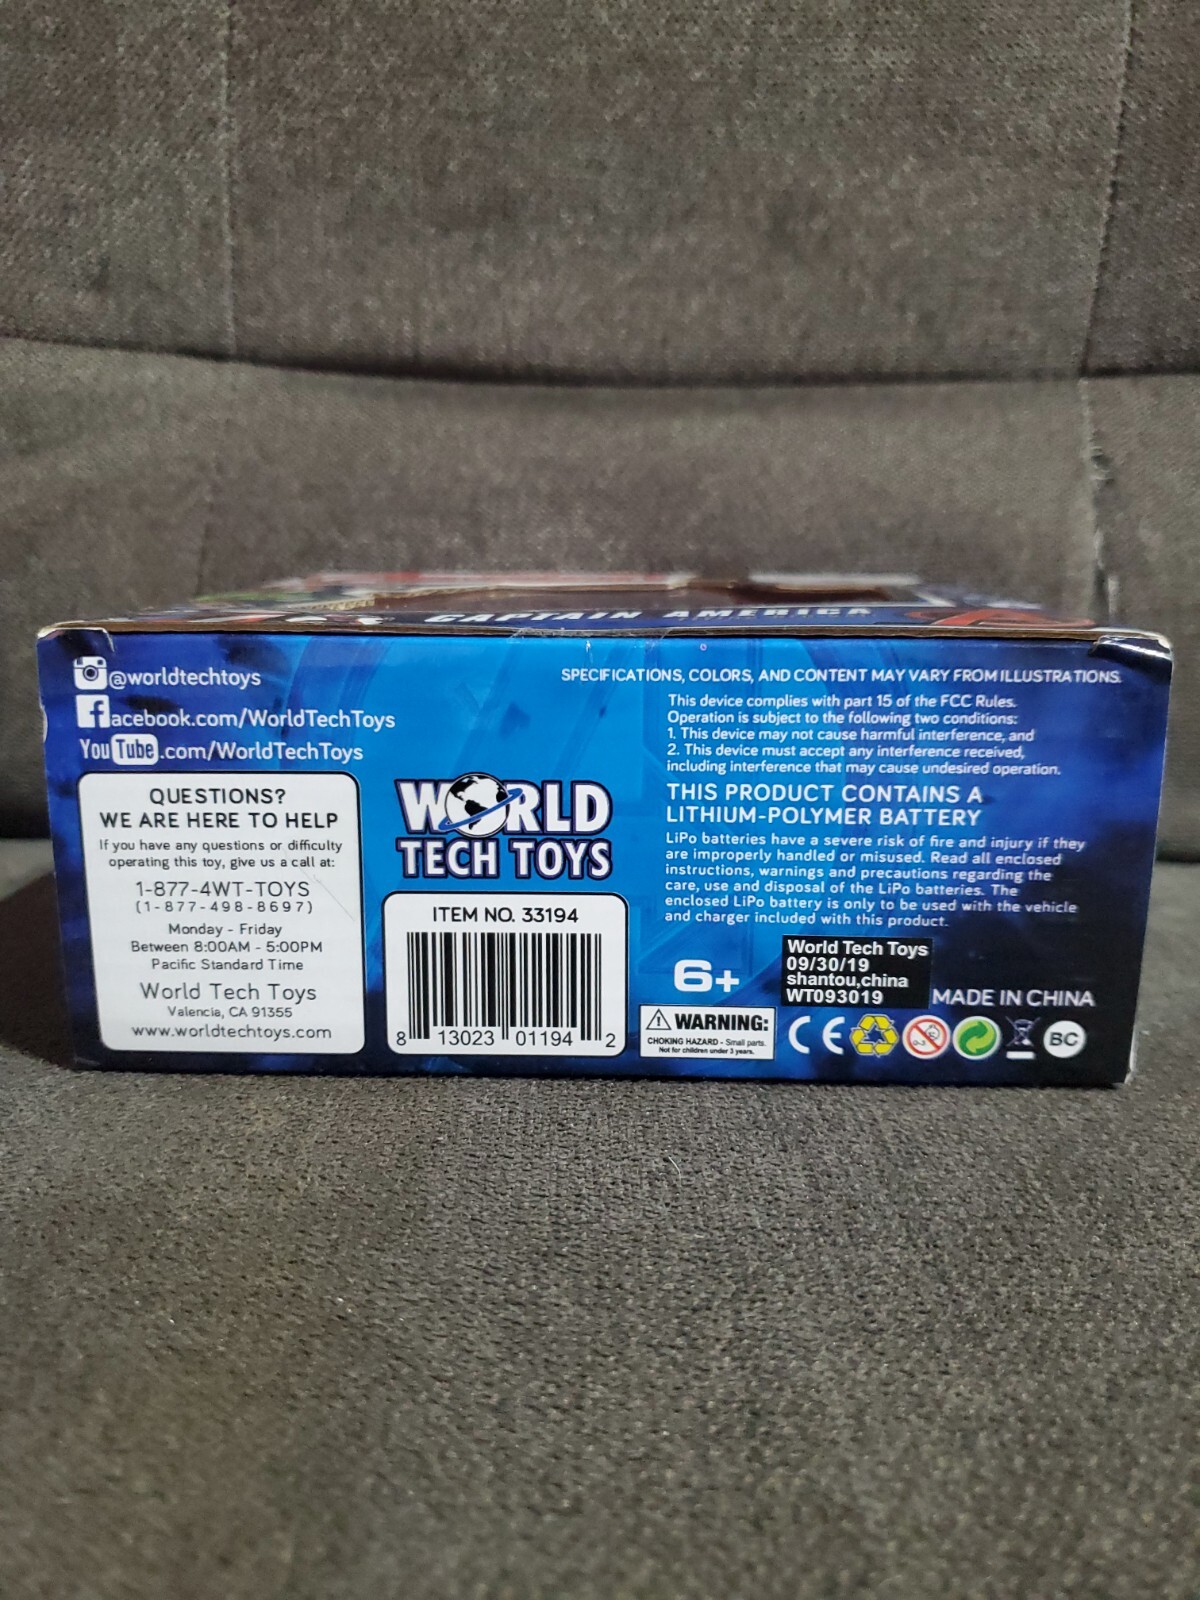 CAPTAIN AMERICA
@worldtechtoys
facebook.com/WorldTechToys
YouTube.com/WorldTechToys
QUESTIONS?
WE ARE HERE TO HELP
If you have any questions or difficulty
operating this toy, give us a call at:
1-877-4WT-TOYS
(1-877-498-8697)
Monday - Friday
Between 8:00AM - 5:00PM
Pacific Standard Time
World Tech Toys
Valencia, CA 91355
www.worldtechtoys.com
WORLD
TECH TOYS
ITEM NO. 33194
8 13023 01194 2
SPECIFICATIONS, COLORS, AND CONTENT MAY VARY FROM ILLUSTRATIONS.
This device complies with part 15 of the FCC Rules.
Operation is subject to the following two conditions:
1. This device may not cause harmful interference, and
2. This device must accept any interference received,
including interference that may cause undesired operation.
THIS PRODUCT CONTAINS A
LITHIUM-POLYMER BATTERY
LiPo batteries have a severe risk of fire and injury if they
are improperly handled or misused. Read all enclosed
instructions, warnings and precautions regarding the
care, use and disposal of the LiPo batteries. The
enclosed LiPo battery is only to be used with the vehicle
and charger included with this product.
6+
World Tech Toys
09/30/19
shantou,china
WT093019
MADE IN CHINA
WARNING:
CHOKING HAZARD - Small parts.
Not for children under 3 years.
CE
0-3
BC